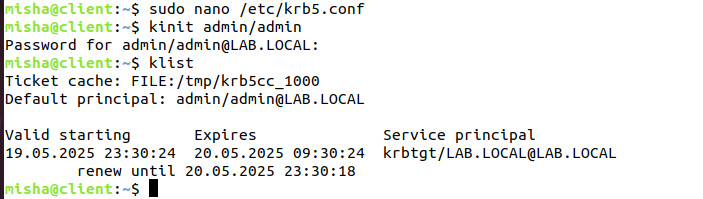 misha@client:~$ sudo nano /etc/krb5.conf
misha@client:~$ kinit admin/admin
Password for admin/admin@LAB.LOCAL:
misha@client:~$ klist
Ticket cache: FILE:/tmp/krb5cc_1000
Default principal: admin/admin@LAB.LOCAL

Valid starting       Expires              Service principal
19.05.2025 23:30:24  20.05.2025 09:30:24  krbtgt/LAB.LOCAL@LAB.LOCAL
        renew until 20.05.2025 23:30:18
misha@client:~$